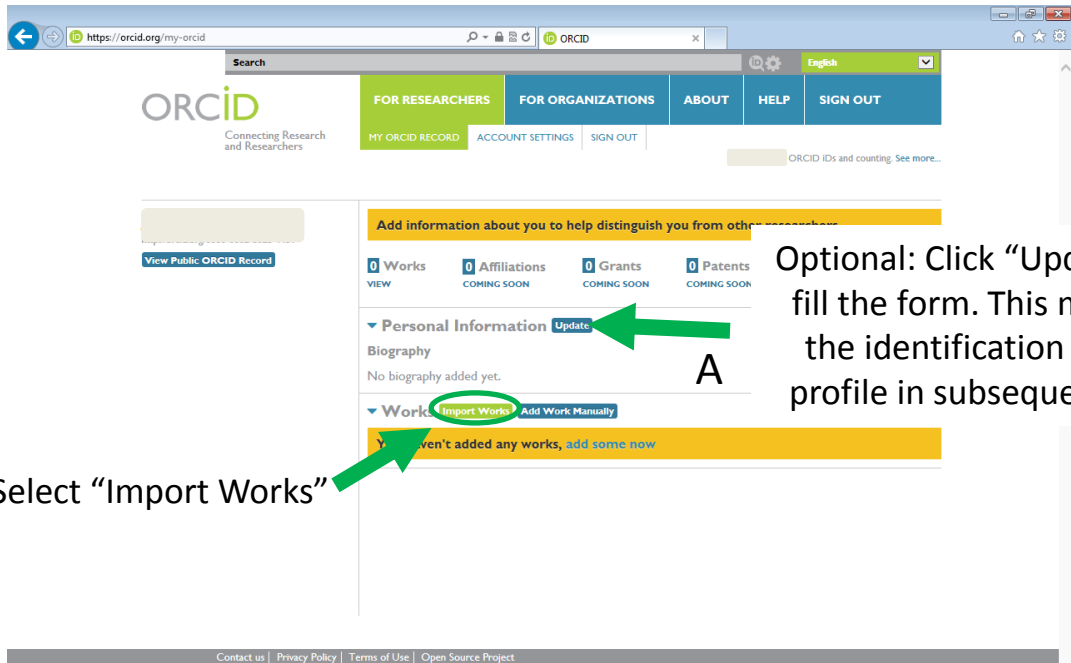 https://orcid.org/my-orcid
ORCID
Search
English
ORCID
Connecting Research
and Researchers
FOR RESEARCHERS FOR ORGANIZATIONS ABOUT HELP SIGN OUT
MY ORCID RECORD ACCOUNT SETTINGS SIGN OUT
ORCID iDs and counting. See more...
Add information about you to help distinguish you from other researchers
View Public ORCID Record
0 Works 0 Affiliations 0 Grants 0 Patents
VIEW COMING SOON COMING SOON COMING SOON
Optional: Click “Upd
fill the form. This m
the identification
profile in subseque
Personal Information Update
Biography
No biography added yet.
A
Works Import Works Add Work Manually
haven't added any works, add some now
Select “Import Works”
Contact us | Privacy Policy | Terms of Use | Open Source Project